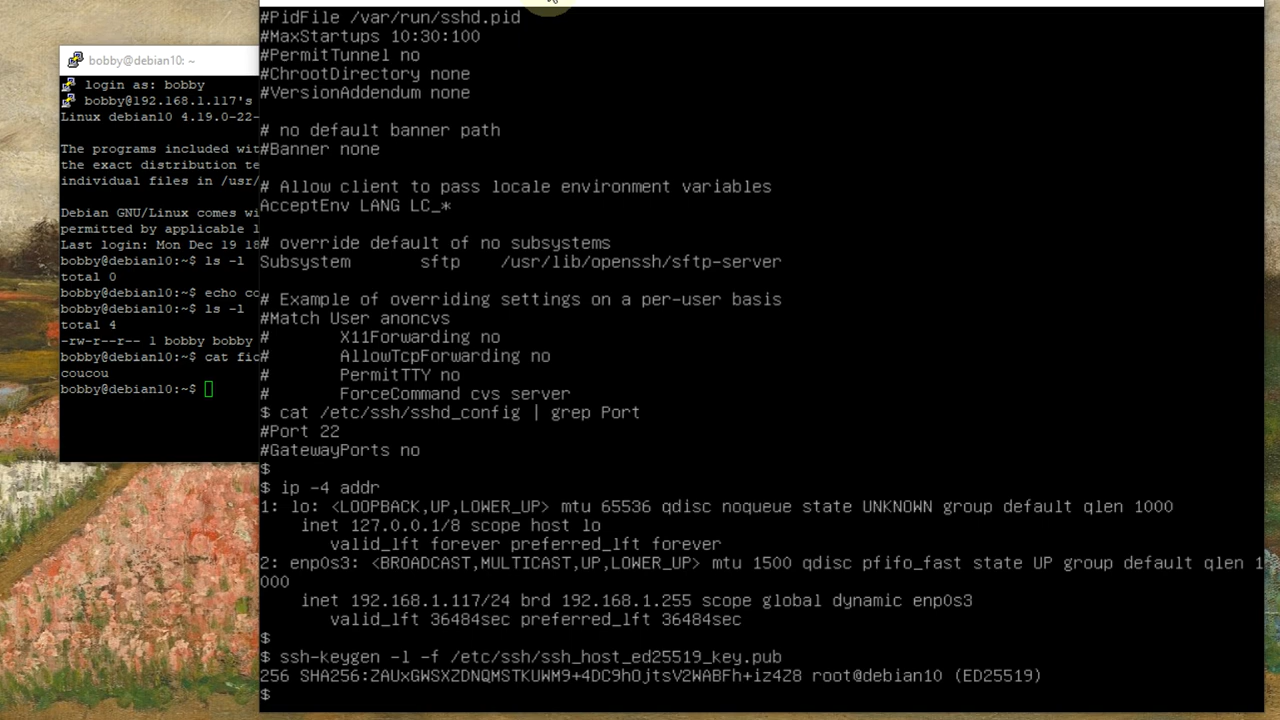 bobby@debian10: ~
login as: bobby
bobby@192.168.1.117's
Linux debian10 4.19.0-22-
The programs included wit
the exact distribution te
individual files in /usr/
Debian GNU/Linux comes wi
permitted by applicable l
Last login: Mon Dec 19 18
bobby@debian10:~$ ls -l
total 0
bobby@debian10:~$ echo co
bobby@debian10:~$ ls -l
total 4
-rw-r--r-- 1 bobby bobby
bobby@debian10:~$ cat fic
coucou
bobby@debian10:~$
#PidFile /var/run/sshd.pid
#MaxStartups 10:30:100
#PermitTunnel no
#ChrootDirectory none
#VersionAddendum none
# no default banner path
#Banner none
# Allow client to pass locale environment variables
AcceptEnv LANG LC_*
# override default of no subsystems
Subsystem sftp /usr/lib/openssh/sftp-server
# Example of overriding settings on a per-user basis
#Match User anoncvs
# X11Forwarding no
# AllowTcpForwarding no
# PermitTTY no
# ForceCommand cvs server
$ cat /etc/ssh/sshd_config | grep Port
#Port 22
#GatewayPorts no
$
$ ip -4 addr
1: lo: <LOOPBACK,UP,LOWER_UP> mtu 65536 qdisc noqueue state UNKNOWN group default qlen 1000
inet 127.0.0.1/8 scope host lo
valid_lft forever preferred_lft forever
2: enp0s3: <BROADCAST,MULTICAST,UP,LOWER_UP> mtu 1500 qdisc pfifo_fast state UP group default qlen 1
000
inet 192.168.1.117/24 brd 192.168.1.255 scope global dynamic enp0s3
valid_lft 36484sec preferred_lft 36484sec
$
$ ssh-keygen -l -f /etc/ssh/ssh_host_ed25519_key.pub
256 SHA256:ZAUxGWSXZDNQMSTKUWM9+4DC9hOjtsV2WABFh+iz4Z8 root@debian10 (ED25519)
$